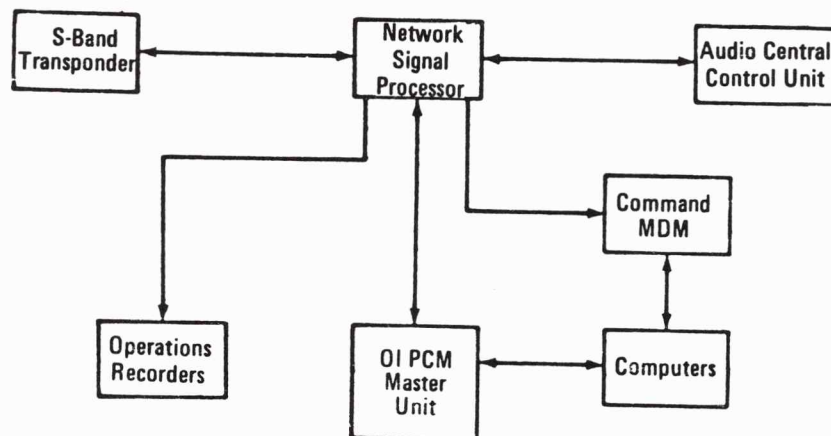 S-Band
Transponder
Network
Signal
Processor
Audio Central
Control Unit
Command
MDM
Operations
Recorders
OI PCM
Master
Unit
Computers